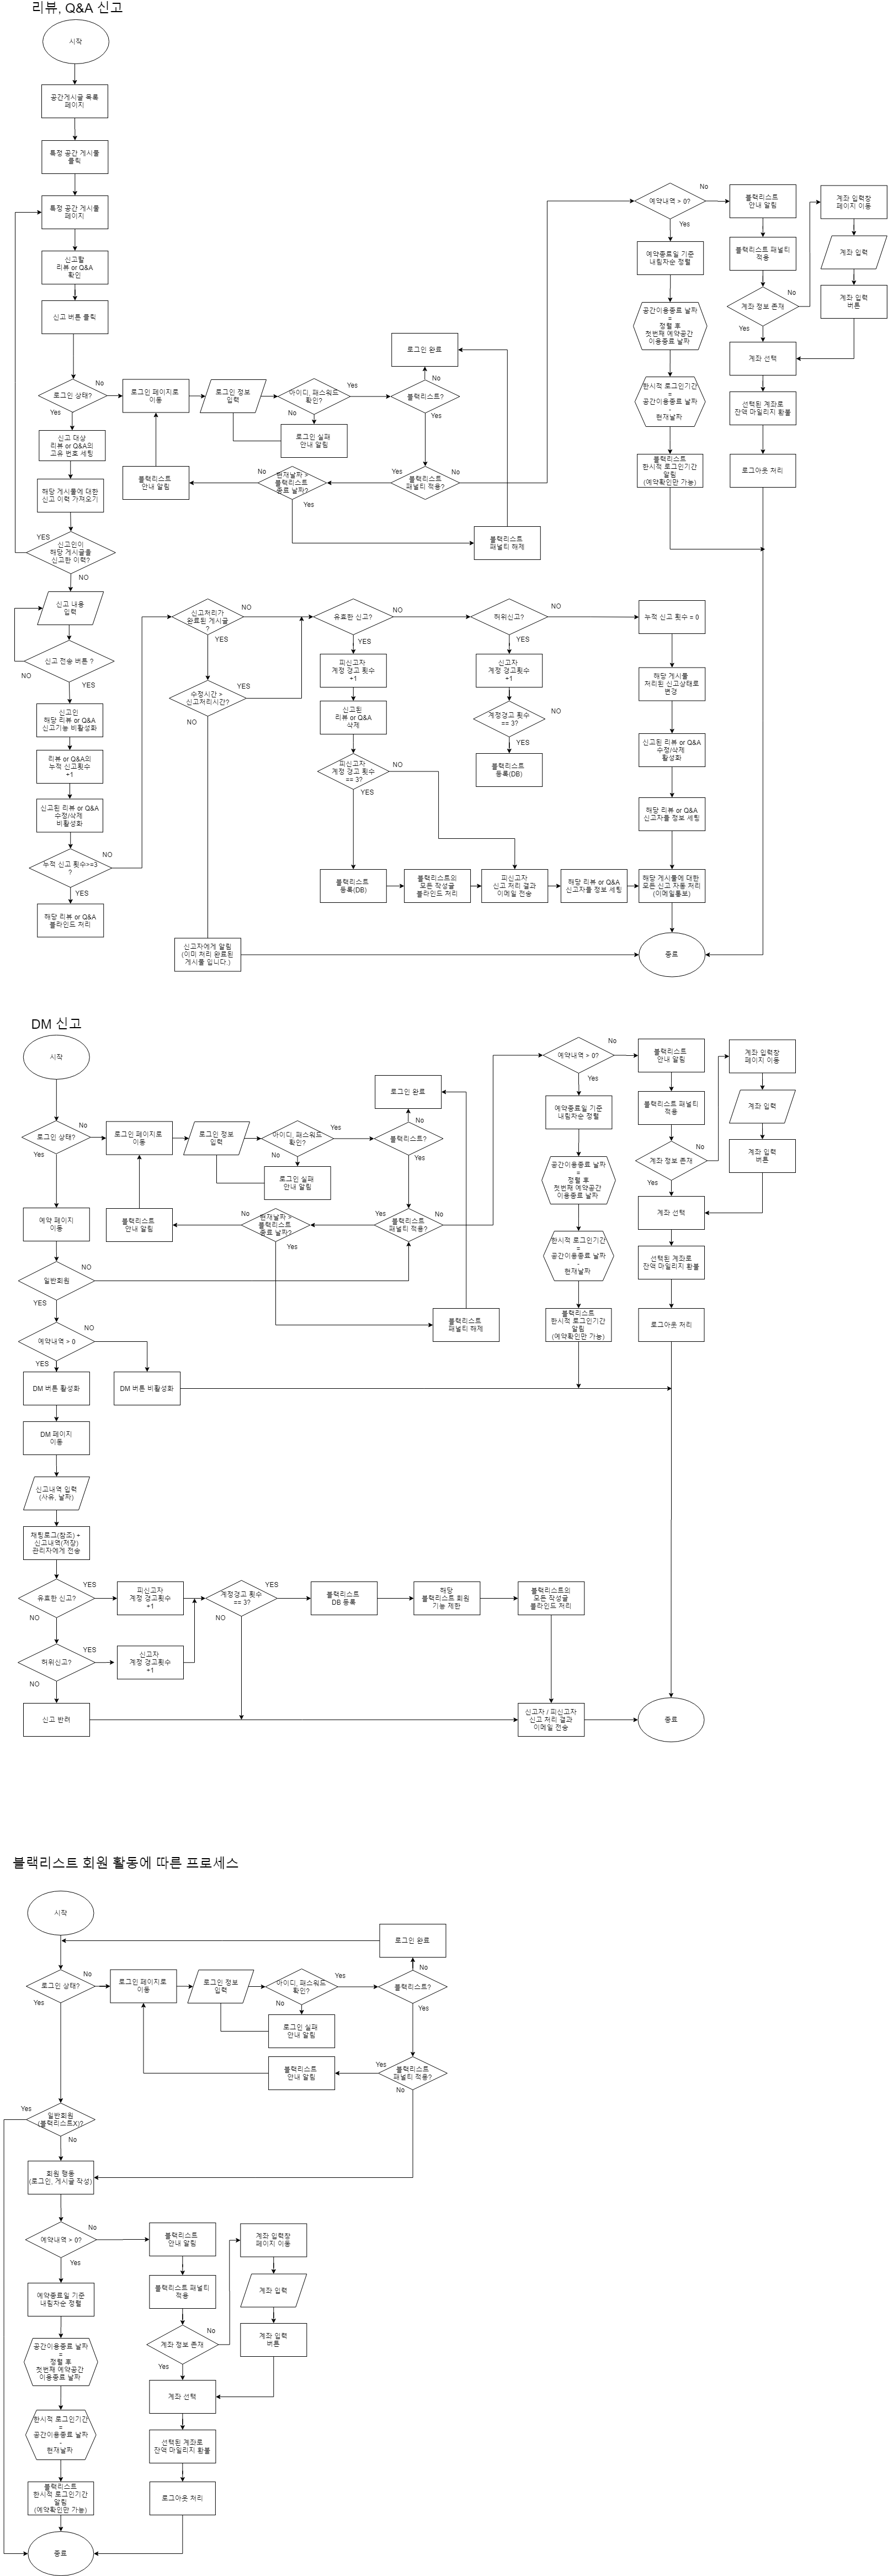 리뷰, Q&A 신고
시작
공간게시글 목록
페이지
특정 공간 게시물
클릭
특정 공간 게시물
페이지
신고할
리뷰 or Q&A
확인
신고 버튼 클릭
로그인 상태?
No
Yes
로그인 페이지로
이동
로그인 정보
입력
아이디, 패스워드
확인?
Yes
No
로그인 실패
안내 알림
블랙리스트?
No
Yes
로그인 완료
블랙리스트
패널티 적용?
Yes
No
현재날짜 >
블랙리스트
종료 날짜?
No
Yes
블랙리스트
안내 알림
블랙리스트
패널티 해제
예약내역 > 0?
No
Yes
블랙리스트
안내 알림
블랙리스트 패널티
적용
계좌 정보 존재
No
Yes
계좌 입력창
페이지 이동
계좌 입력
계좌 입력
버튼
계좌 선택
선택된 계좌로
잔액 마일리지 환불
로그아웃 처리
예약종료일 기준
내림차순 정렬
공간이용종료 날짜
=
정렬 후
첫번째 예약공간
이용종료 날짜
한시적 로그인기간
=
공간이용종료 날짜
-
현재날짜
블랙리스트
한시적 로그인기간
알림
(예약확인만 가능)
신고 대상
리뷰 or Q&A의
고유 번호 세팅
해당 게시물에 대한
신고 이력 가져오기
신고인이
해당 게시글을
신고한 이력?
YES
NO
신고 내용
입력
신고 전송 버튼 ?
NO
YES
신고인
해당 리뷰 or Q&A
신고기능 비활성화
리뷰 or Q&A의
누적 신고횟수
+1
신고된 리뷰 or Q&A
수정/삭제
비활성화
누적 신고 횟수>=3
?
NO
YES
해당 리뷰 or Q&A
블라인드 처리
신고처리가
완료된 게시글
?
NO
YES
수정시간 >
신고처리시간?
YES
NO
신고자에게 알림
(이미 처리 완료된
게시물 입니다.)
유효한 신고?
NO
YES
피신고자
계정 경고 횟수
+1
신고된
리뷰 or Q&A
삭제
피신고자
계정 경고 횟수
== 3?
NO
YES
블랙리스트
등록(DB)
블랙리스트의
모든 작성글
블라인드 처리
피신고자
신고 처리 결과
이메일 전송
해당 리뷰 or Q&A
신고자들 정보 세팅
허위신고?
NO
YES
신고자
계정 경고횟수
+1
계정경고 횟수
== 3?
NO
YES
블랙리스트
등록(DB)
누적 신고 횟수 = 0
해당 게시물
처리된 신고상태로
변경
신고된 리뷰 or Q&A
수정/삭제
활성화
해당 리뷰 or Q&A
신고자들 정보 세팅
해당 게시물에 대한
모든 신고 자동 처리
(이메일통보)
종료
DM 신고
시작
로그인 상태?
No
Yes
로그인 페이지로
이동
로그인 정보
입력
아이디, 패스워드
확인?
Yes
No
로그인 실패
안내 알림
블랙리스트?
No
Yes
로그인 완료
블랙리스트
패널티 적용?
Yes
No
현재날짜 >
블랙리스트
종료 날짜?
No
Yes
블랙리스트
안내 알림
블랙리스트
패널티 해제
예약내역 > 0?
No
Yes
블랙리스트
안내 알림
블랙리스트 패널티
적용
계좌 정보 존재
No
Yes
계좌 입력창
페이지 이동
계좌 입력
계좌 입력
버튼
계좌 선택
선택된 계좌로
잔액 마일리지 환불
로그아웃 처리
예약종료일 기준
내림차순 정렬
공간이용종료 날짜
=
정렬 후
첫번째 예약공간
이용종료 날짜
한시적 로그인기간
=
공간이용종료 날짜
-
현재날짜
블랙리스트
한시적 로그인기간
알림
(예약확인만 가능)
예약 페이지
이동
일반회원
NO
YES
예약내역 > 0
NO
YES
DM 버튼 활성화
DM 버튼 비활성화
DM 페이지
이동
신고내역 입력
(사유, 날짜)
채팅로그(참조) +
신고내역(저장)
관리자에게 전송
유효한 신고?
YES
NO
피신고자
계정 경고횟수
+1
계정경고 횟수
== 3?
YES
NO
블랙리스트
DB 등록
해당
블랙리스트 회원
기능 제한
블랙리스트의
모든 작성글
블라인드 처리
허위신고?
YES
NO
신고자
계정 경고횟수
+1
신고 반려
신고자 / 피신고자
신고 처리 결과
이메일 전송
종료
블랙리스트 회원 활동에 따른 프로세스
시작
로그인 완료
로그인 상태?
No
Yes
로그인 페이지로
이동
로그인 정보
입력
아이디, 패스워드
확인?
Yes
No
로그인 실패
안내 알림
블랙리스트?
No
Yes
블랙리스트
안내 알림
블랙리스트
패널티 적용?
Yes
No
일반회원
(블랙리스트X)?
Yes
No
회원 행동
(로그인, 게시글 작성)
예약내역 > 0?
No
Yes
블랙리스트
안내 알림
블랙리스트 패널티
적용
계좌 정보 존재
No
Yes
계좌 입력창
페이지 이동
계좌 입력
계좌 입력
버튼
계좌 선택
선택된 계좌로
잔액 마일리지 환불
로그아웃 처리
예약종료일 기준
내림차순 정렬
공간이용종료 날짜
=
정렬 후
첫번째 예약공간
이용종료 날짜
한시적 로그인기간
=
공간이용종료 날짜
-
현재날짜
블랙리스트
한시적 로그인기간
알림
(예약확인만 가능)
종료